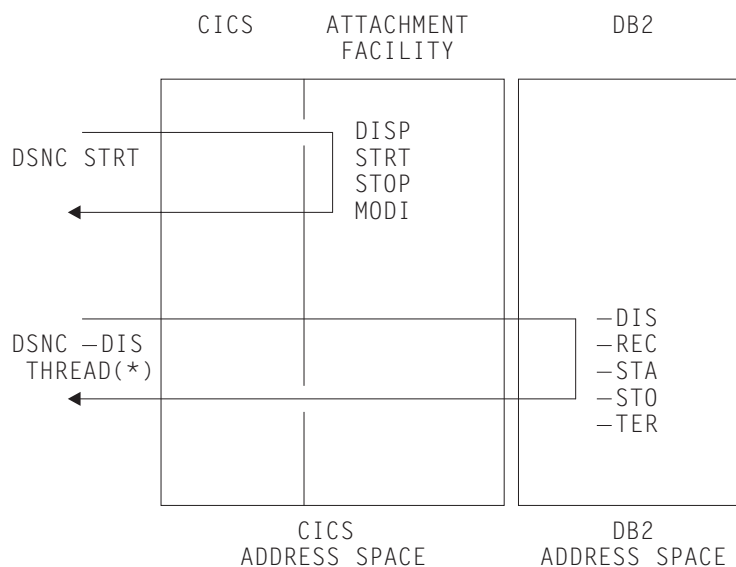 CICS ATTACHMENT FACILITY DB2
DSNC STRT
DISP
STRT
STOP
MODI
DSNC —DIS
THREAD(*)
—DIS
—REC
—STA
—STO
—TER
CICS
ADDRESS SPACE
DB2
ADDRESS SPACE